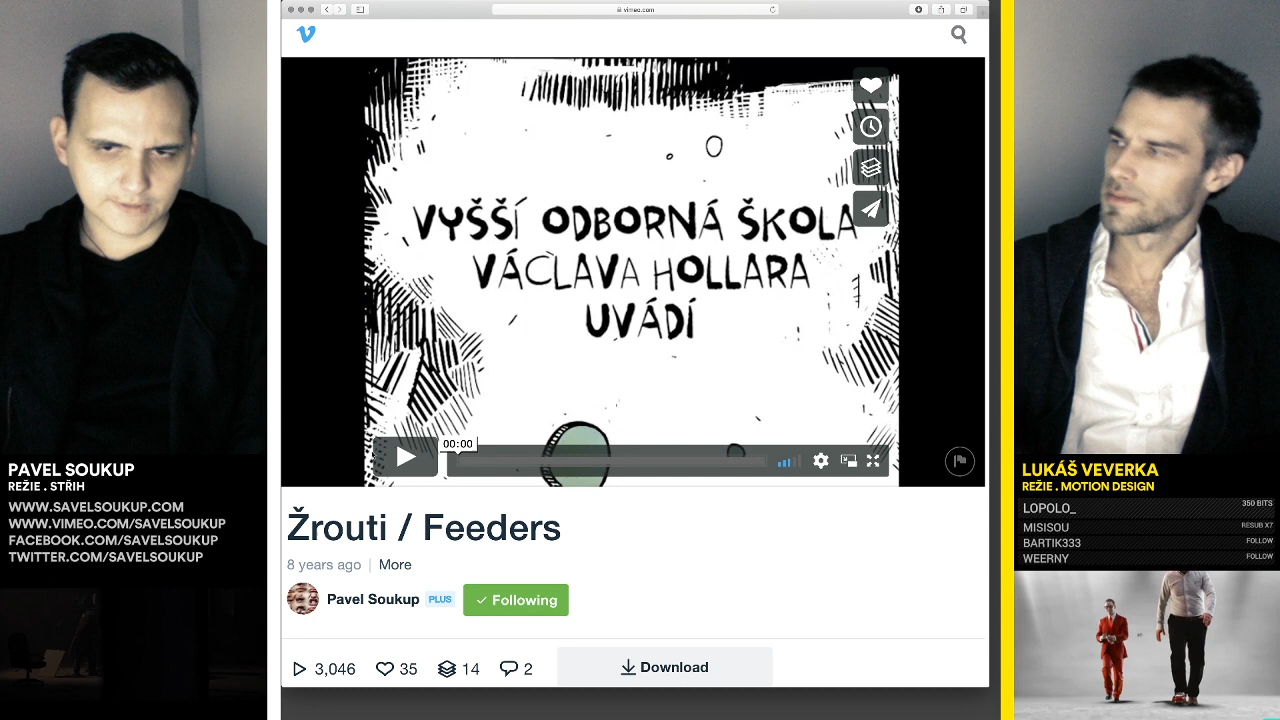 vimeo.com
VYŠŠÍ ODBORNÁ ŠKOLA
VÁCLAVA HOLLARA
UVÁDÍ
00:00
Žrouti / Feeders
8 years ago | More
Pavel Soukup PLUS Following
3,046 35 14 2 Download
PAVEL SOUKUP
REŽIE . STŘIH
WWW.SAVELSOUKUP.COM
WWW.VIMEO.COM/SAVELSOUKUP
FACEBOOK.COM/SAVELSOUKUP
TWITTER.COM/SAVELSOUKUP
LUKÁŠ VEVERKA
REŽIE . MOTION DESIGN
LOPOLO_ 350 BITS
MISISOU RESUB X7
BARTIK333 FOLLOW
WEERNY FOLLOW